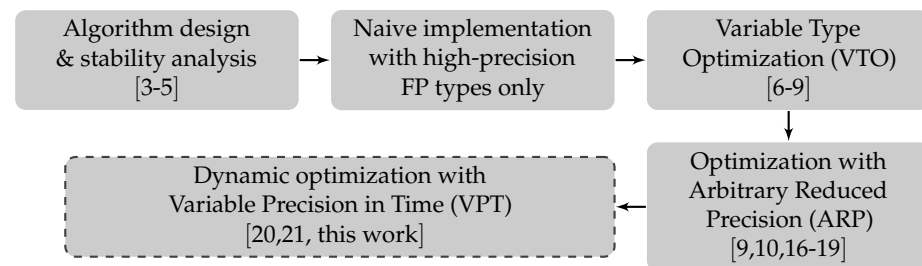 Algorithm design
& stability analysis
[3-5]
Naive implementation
with high-precision
FP types only
Variable Type
Optimization (VTO)
[6-9]
Optimization with
Arbitrary Reduced
Precision (ARP)
[9,10,16-19]
Dynamic optimization with
Variable Precision in Time (VPT)
[20,21, this work]